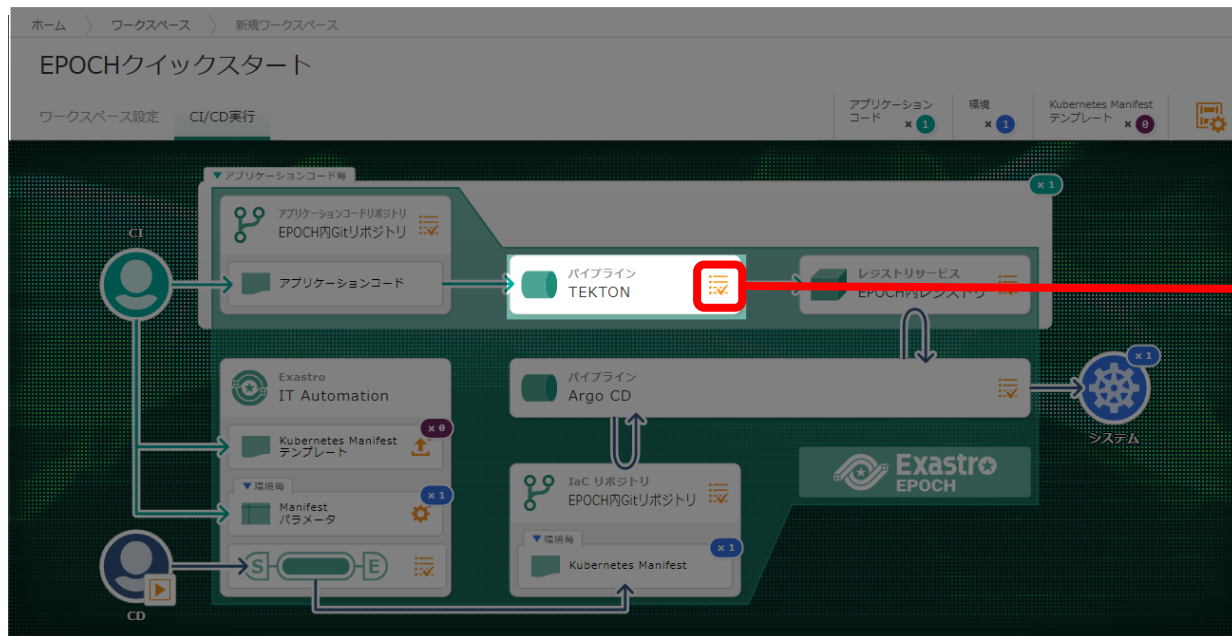 ホーム 〉 ワークスペース 〉 新規ワークスペース
EPOCHクイックスタート
ワークスペース設定 CI/CD実行
アプリケーション
コード ×1
環境
×1
Kubernetes Manifest
テンプレート ×0
▼アプリケーションコード毎
×1
アプリケーションコードリポジトリ
EPOCH内Gitリポジトリ
CI
アプリケーションコード
パイプライン
TEKTON
レジストリサービス
EPOCH内レジストリ
Exastro
IT Automation
パイプライン
Argo CD
×1
システム
Kubernetes Manifest
テンプレート
×0
▼環境毎
×1
Manifest
パラメータ
IaC リポジトリ
EPOCH内Gitリポジトリ
Exastro
EPOCH
▼環境毎
×1
Kubernetes Manifest
S E
CD